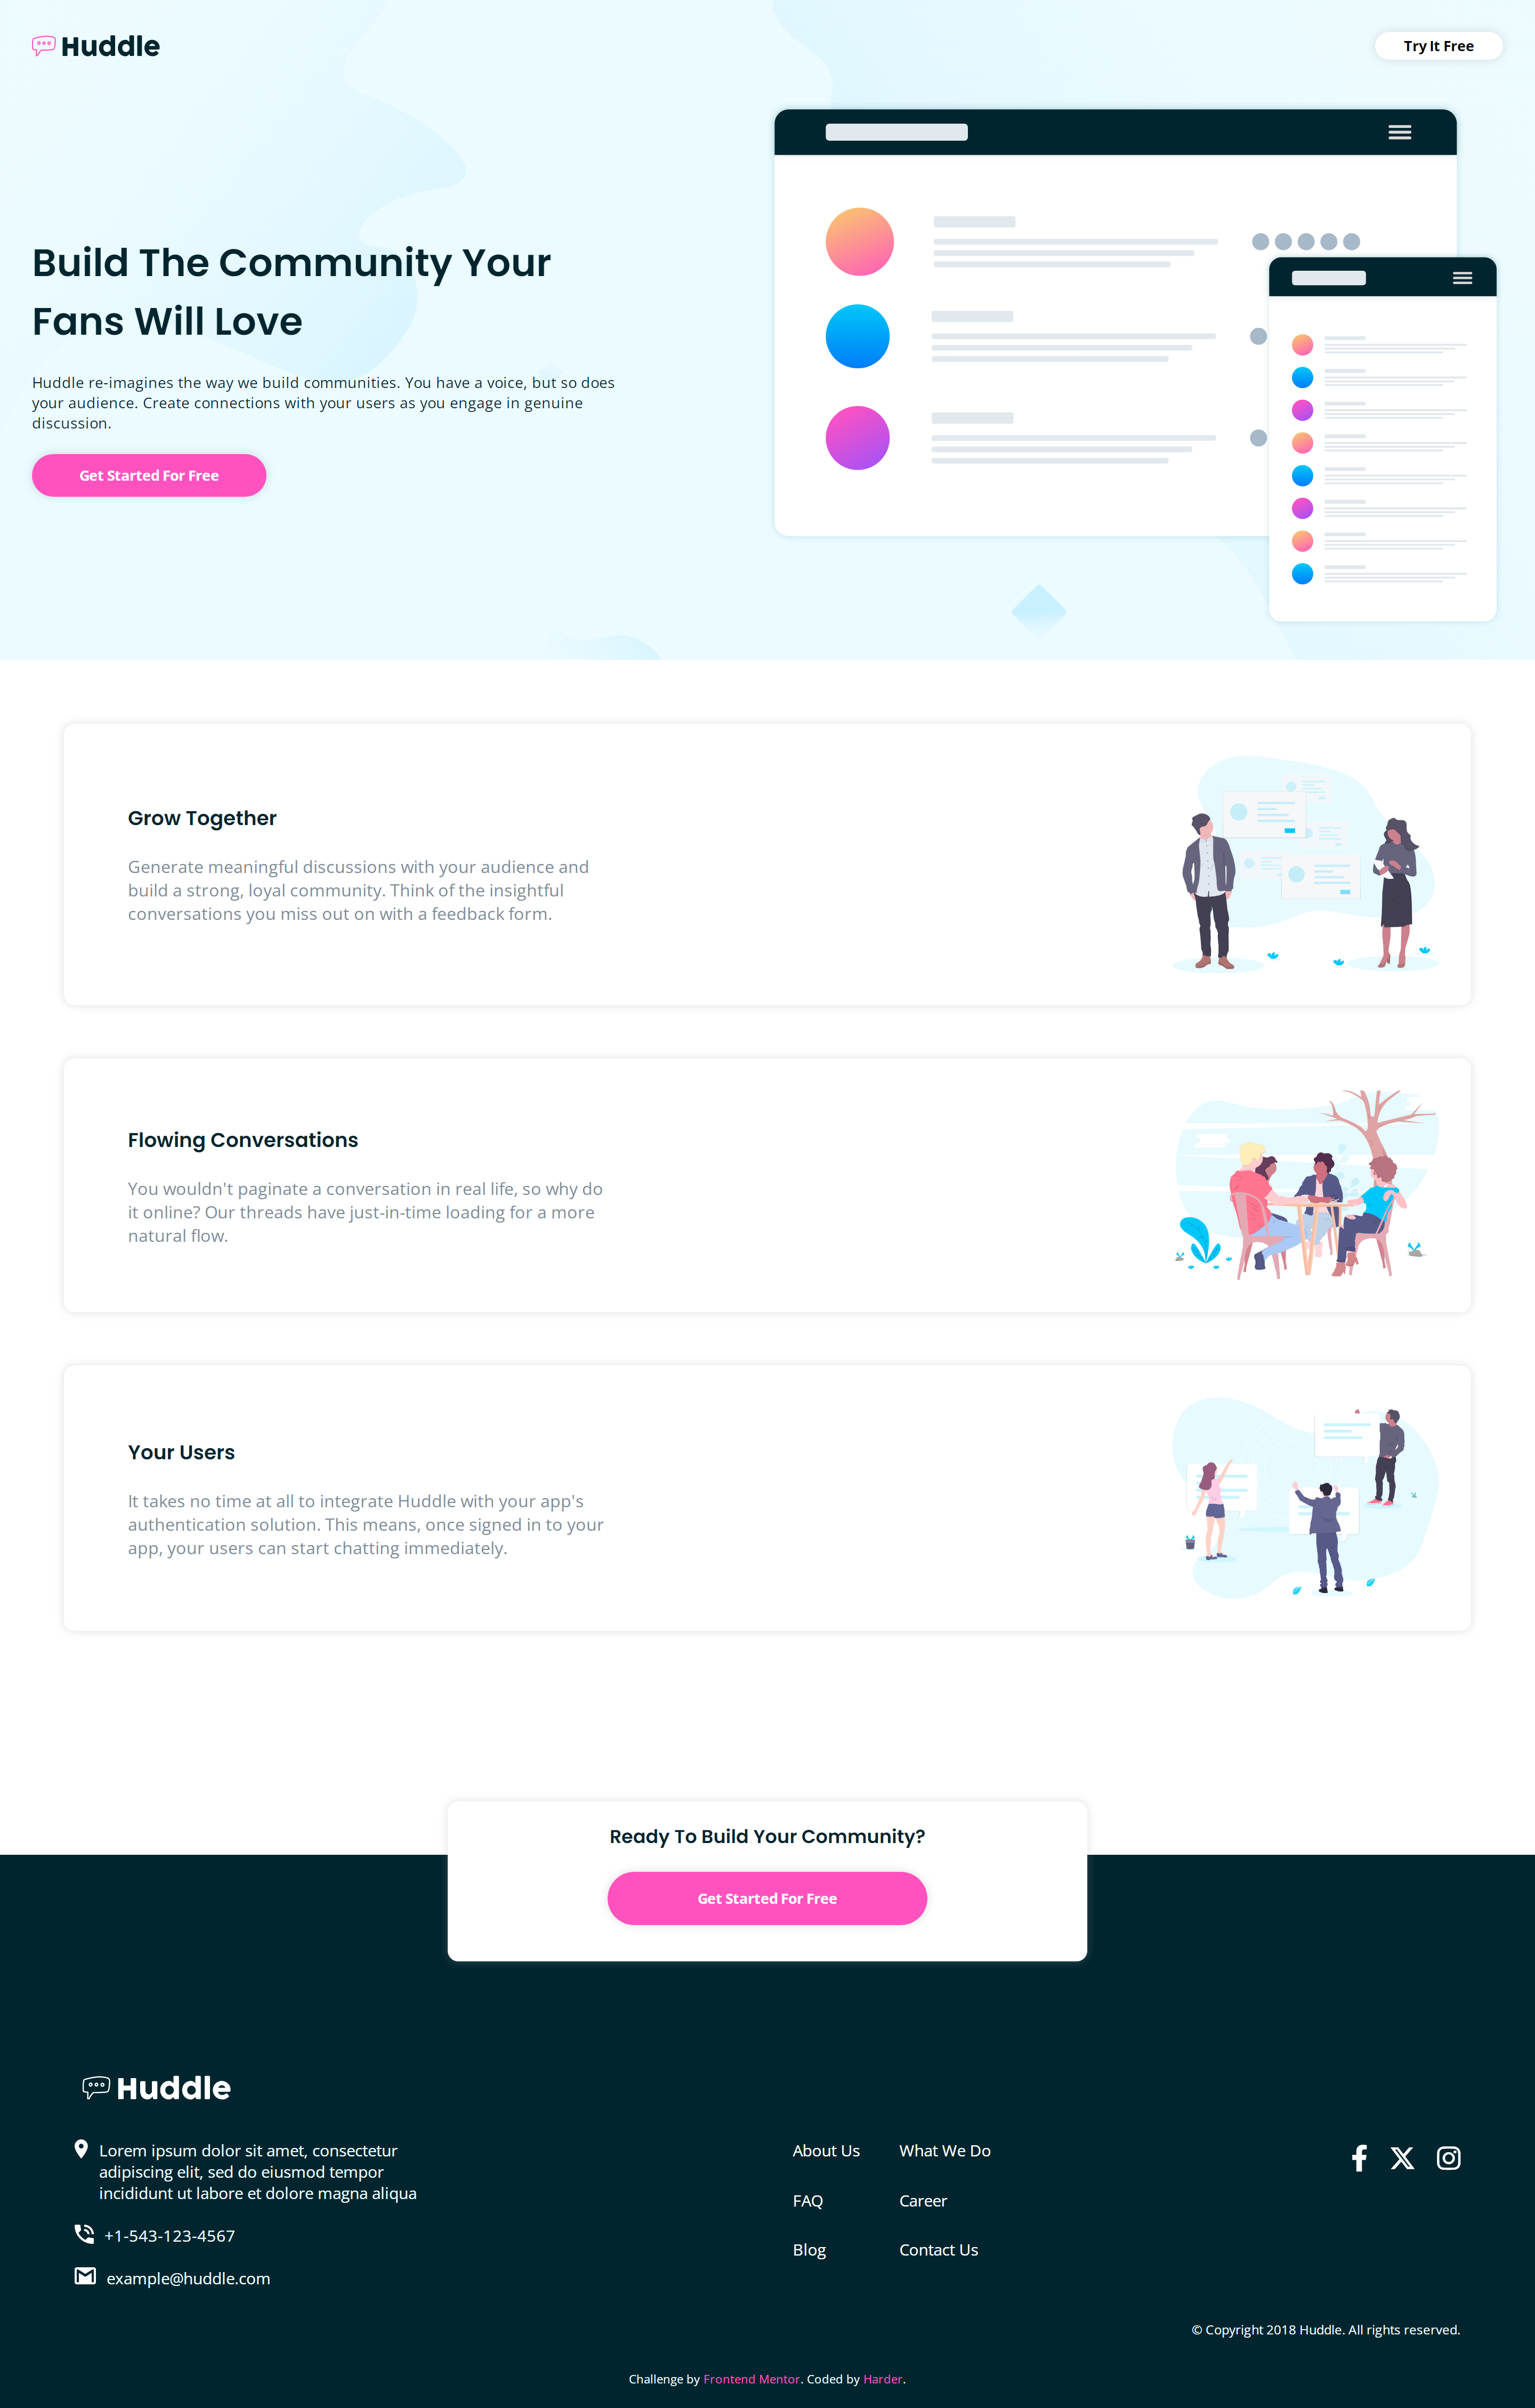 Huddle
Try It Free
Build The Community Your
Fans Will Love
Huddle re-imagines the way we build communities. You have a voice, but so does
your audience. Create connections with your users as you engage in genuine
discussion.
Get Started For Free
Grow Together
Generate meaningful discussions with your audience and
build a strong, loyal community. Think of the insightful
conversations you miss out on with a feedback form.
Flowing Conversations
You wouldn't paginate a conversation in real life, so why do
it online? Our threads have just-in-time loading for a more
natural flow.
Your Users
It takes no time at all to integrate Huddle with your app's
authentication solution. This means, once signed in to your
app, your users can start chatting immediately.
Ready To Build Your Community?
Get Started For Free
Huddle
Lorem ipsum dolor sit amet, consectetur
adipiscing elit, sed do eiusmod tempor
incididunt ut labore et dolore magna aliqua
+1-543-123-4567
example@huddle.com
About Us
FAQ
Blog
What We Do
Career
Contact Us
© Copyright 2018 Huddle. All rights reserved.
Challenge by Frontend Mentor. Coded by Harder.